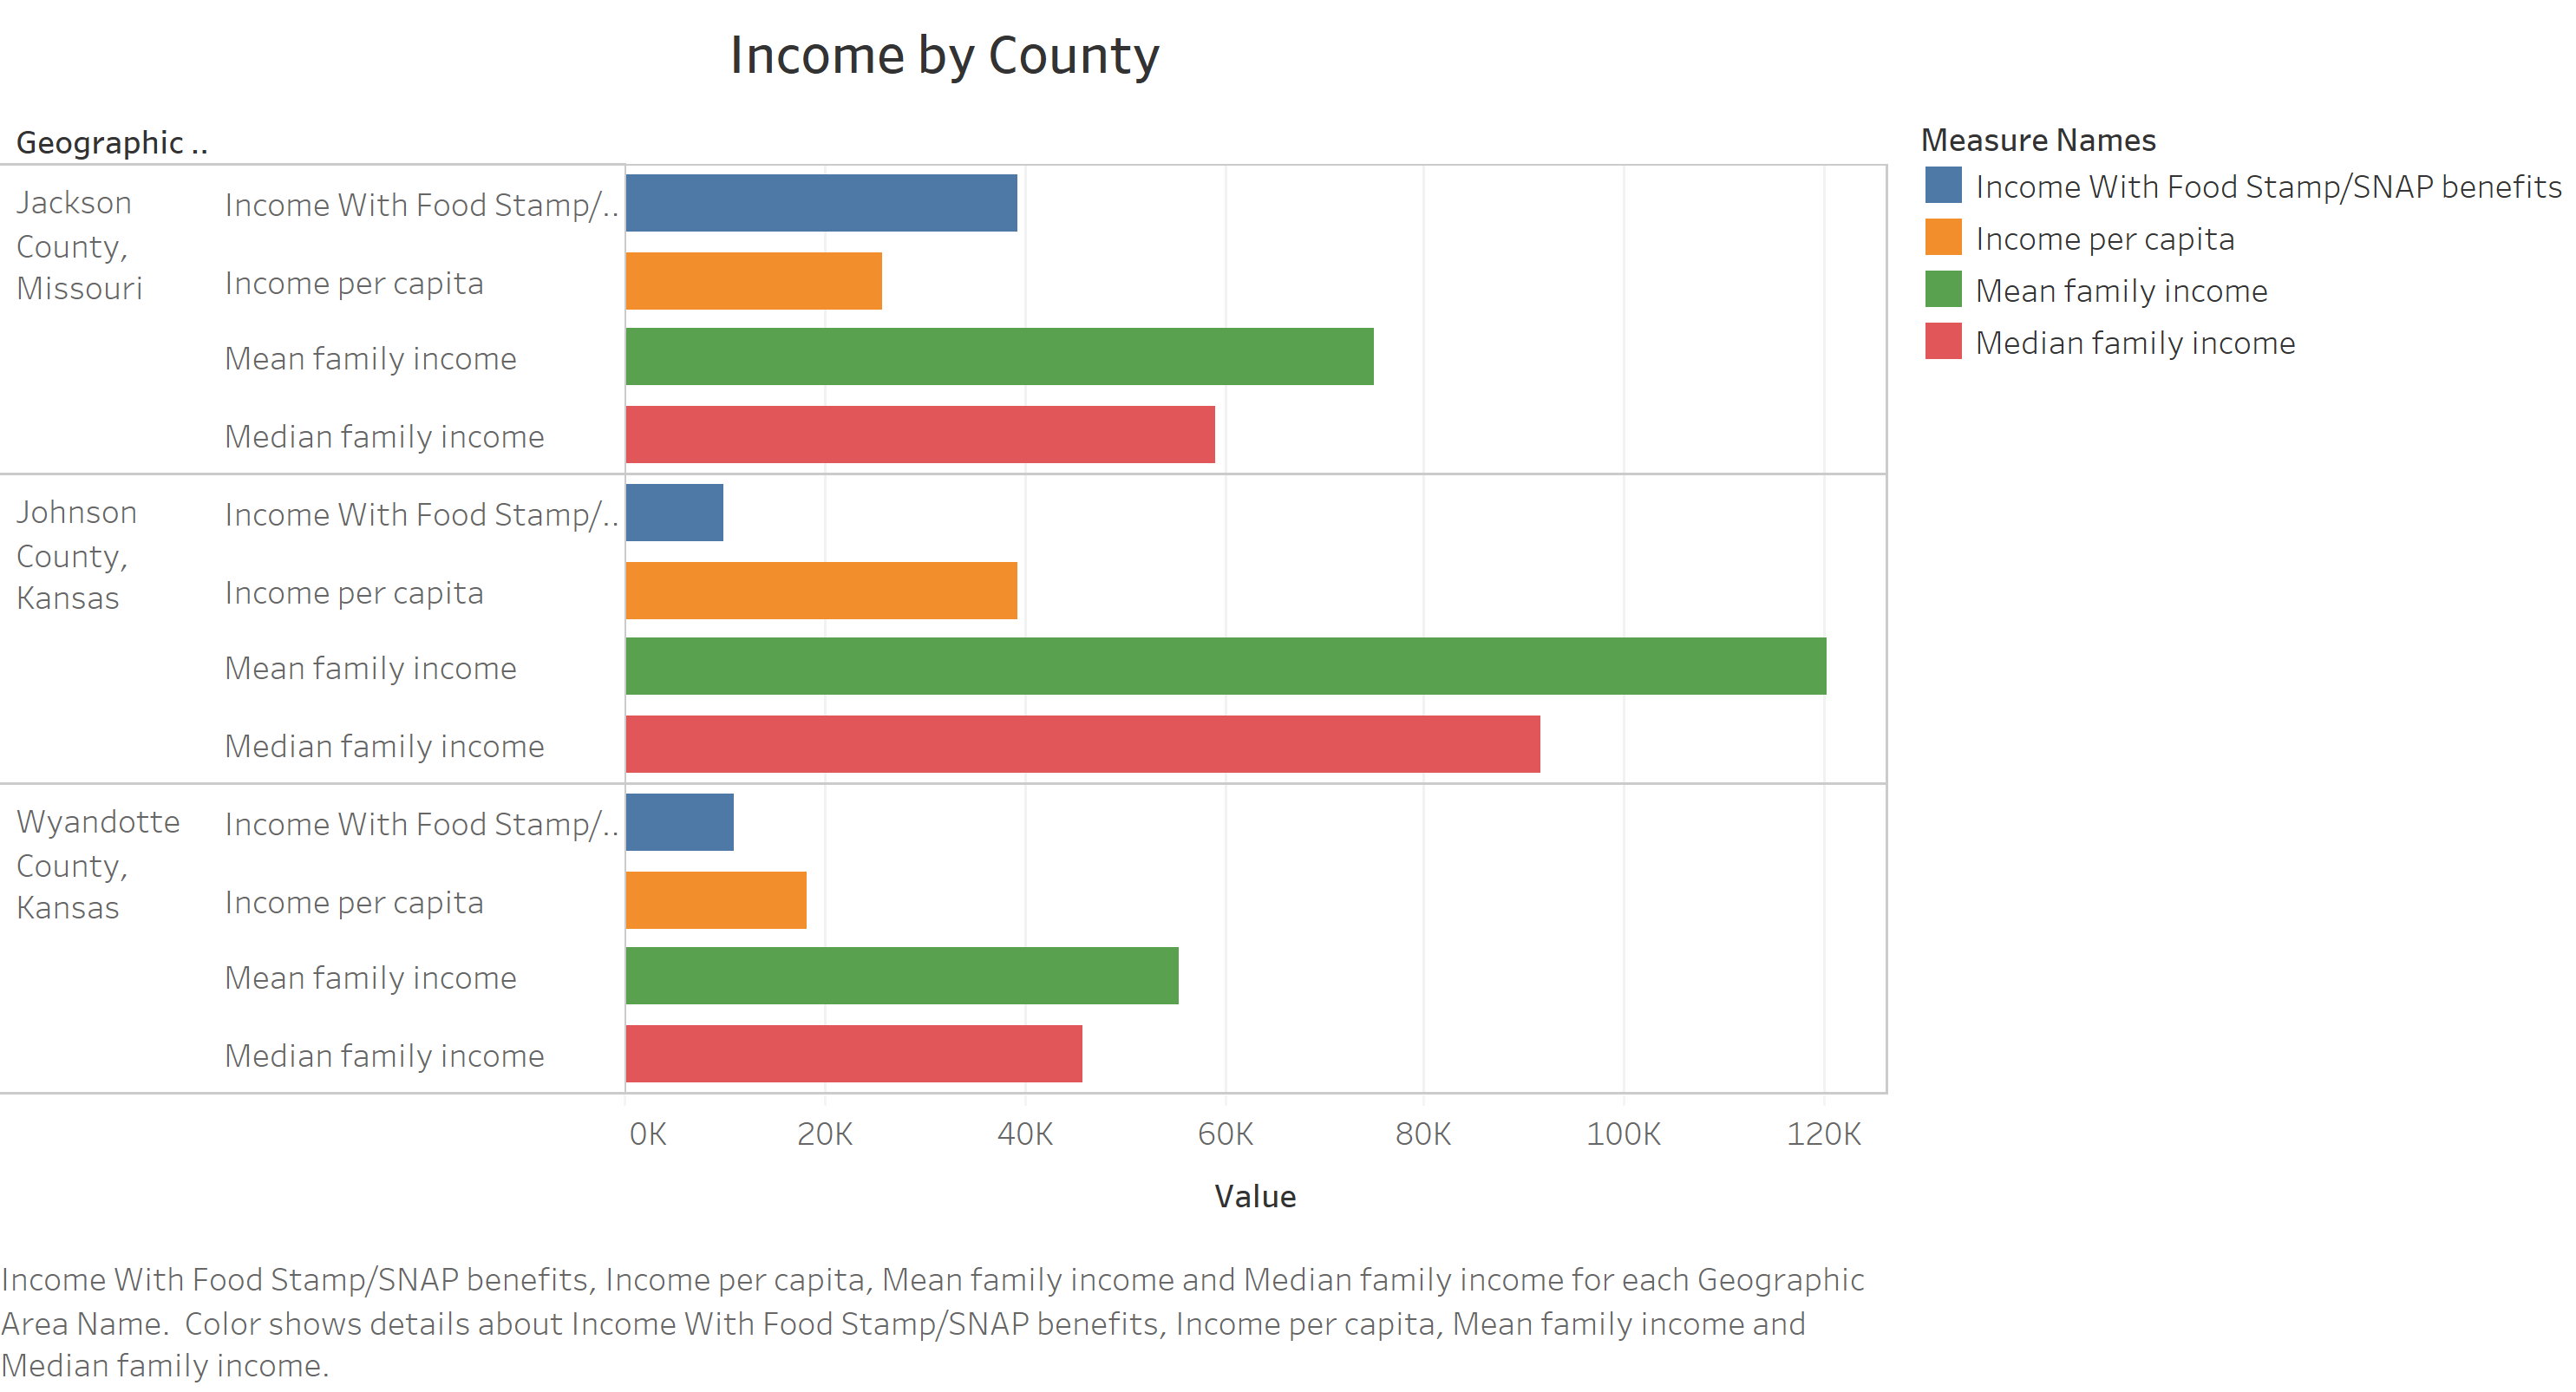 Income by County
Geographic ..
Measure Names
Income With Food Stamp/SNAP benefits
Income per capita
Mean family income
Median family income
Jackson
County,
Missouri
Income With Food Stamp/..
Income per capita
Mean family income
Median family income
Johnson
County,
Kansas
Income With Food Stamp/..
Income per capita
Mean family income
Median family income
Wyandotte
County,
Kansas
Income With Food Stamp/..
Income per capita
Mean family income
Median family income
0K 20K 40K 60K 80K 100K 120K
Value
Income With Food Stamp/SNAP benefits, Income per capita, Mean family income and Median family income for each Geographic
Area Name.  Color shows details about Income With Food Stamp/SNAP benefits, Income per capita, Mean family income and
Median family income.